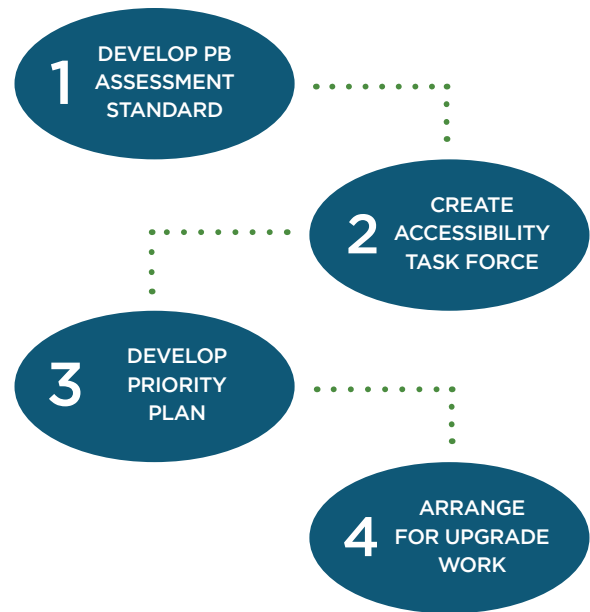 1
DEVELOP PB
ASSESSMENT
STANDARD
2
CREATE
ACCESSIBILITY
TASK FORCE
3
DEVELOP
PRIORITY
PLAN
4
ARRANGE
FOR UPGRADE
WORK